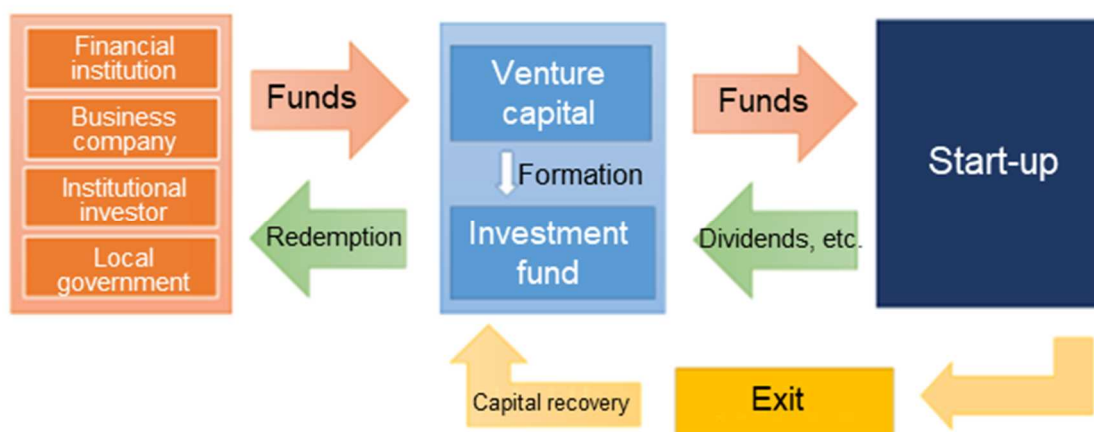 Financial
institution
Business
company
Institutional
investor
Local
government
Funds
Redemption
Venture
capital
Formation
Investment
fund
Funds
Dividends, etc.
Start-up
Capital recovery
Exit